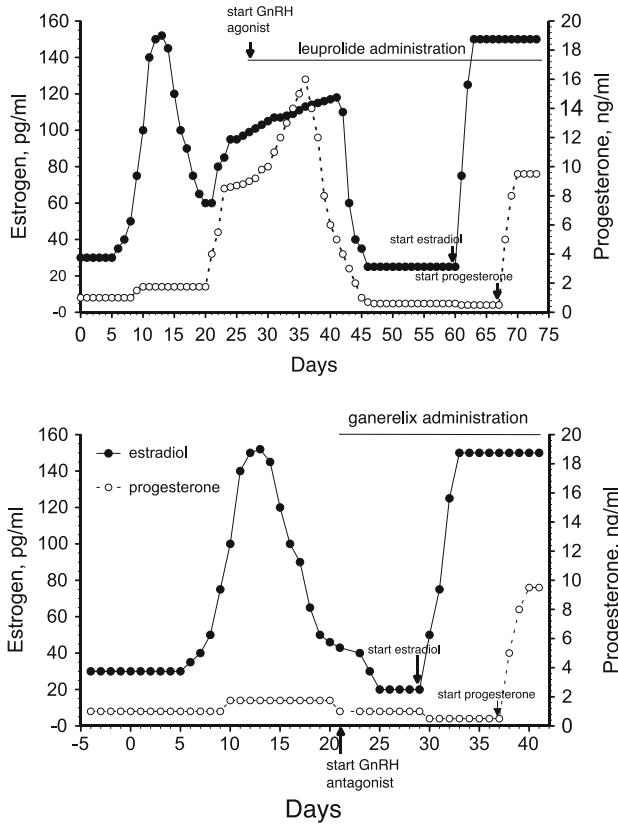 start GnRH
agonist
leuprolide administration
160
140
120
100
80
60
40
20
-0
Estrogen, pg/ml
20
18
16
14
12
10
8
6
4
2
0
Progesterone, ng/ml
start estradiol
start progesterone
0 5 10 15 20 25 30 35 40 45 50 55 60 65 70 75
Days
ganerelix administration
160
140
120
100
80
60
40
20
-0
Estrogen, pg/ml
estradiol
progesterone
20
18
16
14
12
10
8
6
4
2
0
Progesterone, ng/ml
start estradiol
start progesterone
-5 0 5 10 15 20 25 30 35 40
start GnRH
antagonist
Days